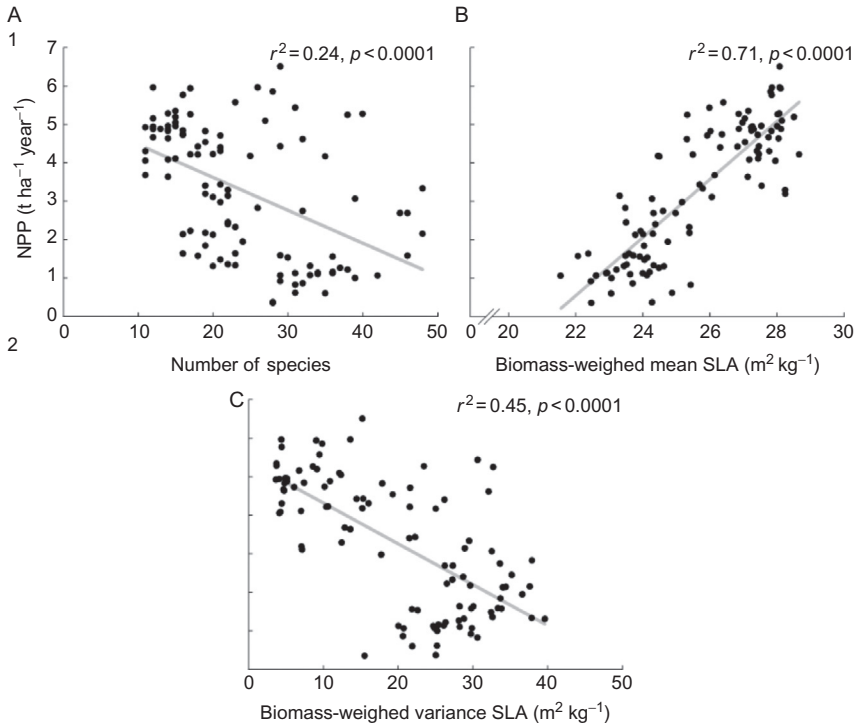 A
B
1
r² = 0.24, p < 0.0001
r² = 0.71, p < 0.0001
NPP (t ha⁻¹ year⁻¹)
7
6
5
4
3
2
1
0
0 10 20 30 40 50
0 20 22 24 26 28 30
2
Number of species
Biomass-weighed mean SLA (m² kg⁻¹)
C
r² = 0.45, p < 0.0001
0 10 20 30 40 50
Biomass-weighed variance SLA (m² kg⁻¹)